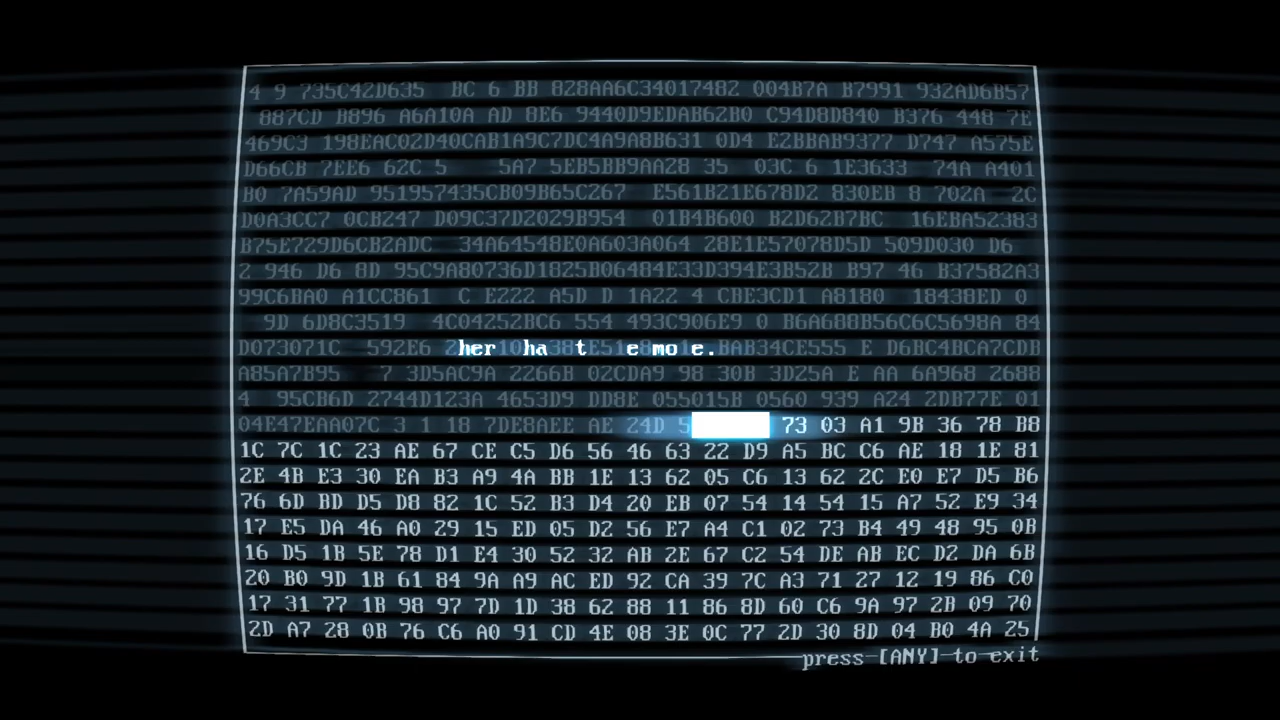 4 9 735C42D635 BC 6 BB 828AA6C34017482 004B7A B7991 932AD6B57
887CD B896 A6A10A AD 8E6 9440D9EDAB62B0 C94D8D840 B376 448 7E
469C3 198EAC02D40CAB1A9C7DC4A9A8B631 0D4 E2BBAB9377 D747 A575E
D66CB 7EE6 62C 5 5A7 5EB5BB9AA28 35 03C 6 1E3633 74A A401
B0 7A59AD 951957435CB09B65C267 E561B21E678D2 830EB 8 702A 2C
D0A3CC7 0CB247 D09C37D2029B954 01B4B600 B2D62B7BC 16EBA52383
B75E729D6CB2ADC 34A64548E0A603A064 28E1E57078D5D 509D030 D6
2 946 D6 8D 95C9A80736D1825B06484E33D394E3B52B B97 46 B37582A3
99C6BA0 A1CC861 C E222 A5D D 1A22 4 CBE3CD1 A8180 18438ED 0
9D 6D8C3519 4C04252BC6 554 493C906E9 0 B6A688B56C6C5698A 84
D073071C 592E6 her ha t e mo e. BAB34CE555 E D6BC4BCA7CDB
A85A7B95 7 3D5AC9A 2266B 02CDA9 98 30B 3D25A E AA 6A968 2688
4 95CB6D 2744D123A 4653D9 DD8E 055015B 0560 939 A24 2DB77E 01
04E47EAA07C 3 1 18 7DE8AEE AE 24D 5 73 03 A1 9B 36 78 B8
1C 7C 1C 23 AE 67 CE C5 D6 56 46 63 22 D9 A5 BC C6 AE 18 1E 81
2E 4B E3 30 EA B3 A9 4A BB 1E 13 62 05 C6 13 62 2C E0 E7 D5 B6
76 6D BD D5 D8 82 1C 52 B3 D4 20 EB 07 54 14 54 15 A7 52 E9 34
17 E5 DA 46 A0 29 15 ED 05 D2 56 E7 A4 C1 02 73 B4 49 48 95 0B
16 D5 1B 5E 78 D1 E4 30 52 32 AB 2E 67 C2 54 DE AB EC D2 DA 6B
20 B0 9D 1B 61 84 9A A9 AC ED 92 CA 39 7C A3 71 27 12 19 86 C0
17 31 77 1B 98 97 7D 1D 38 62 88 11 86 8D 60 C6 9A 97 2B 09 70
2D A7 28 0B 76 C6 A0 91 CD 4E 08 3E 0C 77 2D 30 8D 04 B0 4A 25
press [ANY] to exit